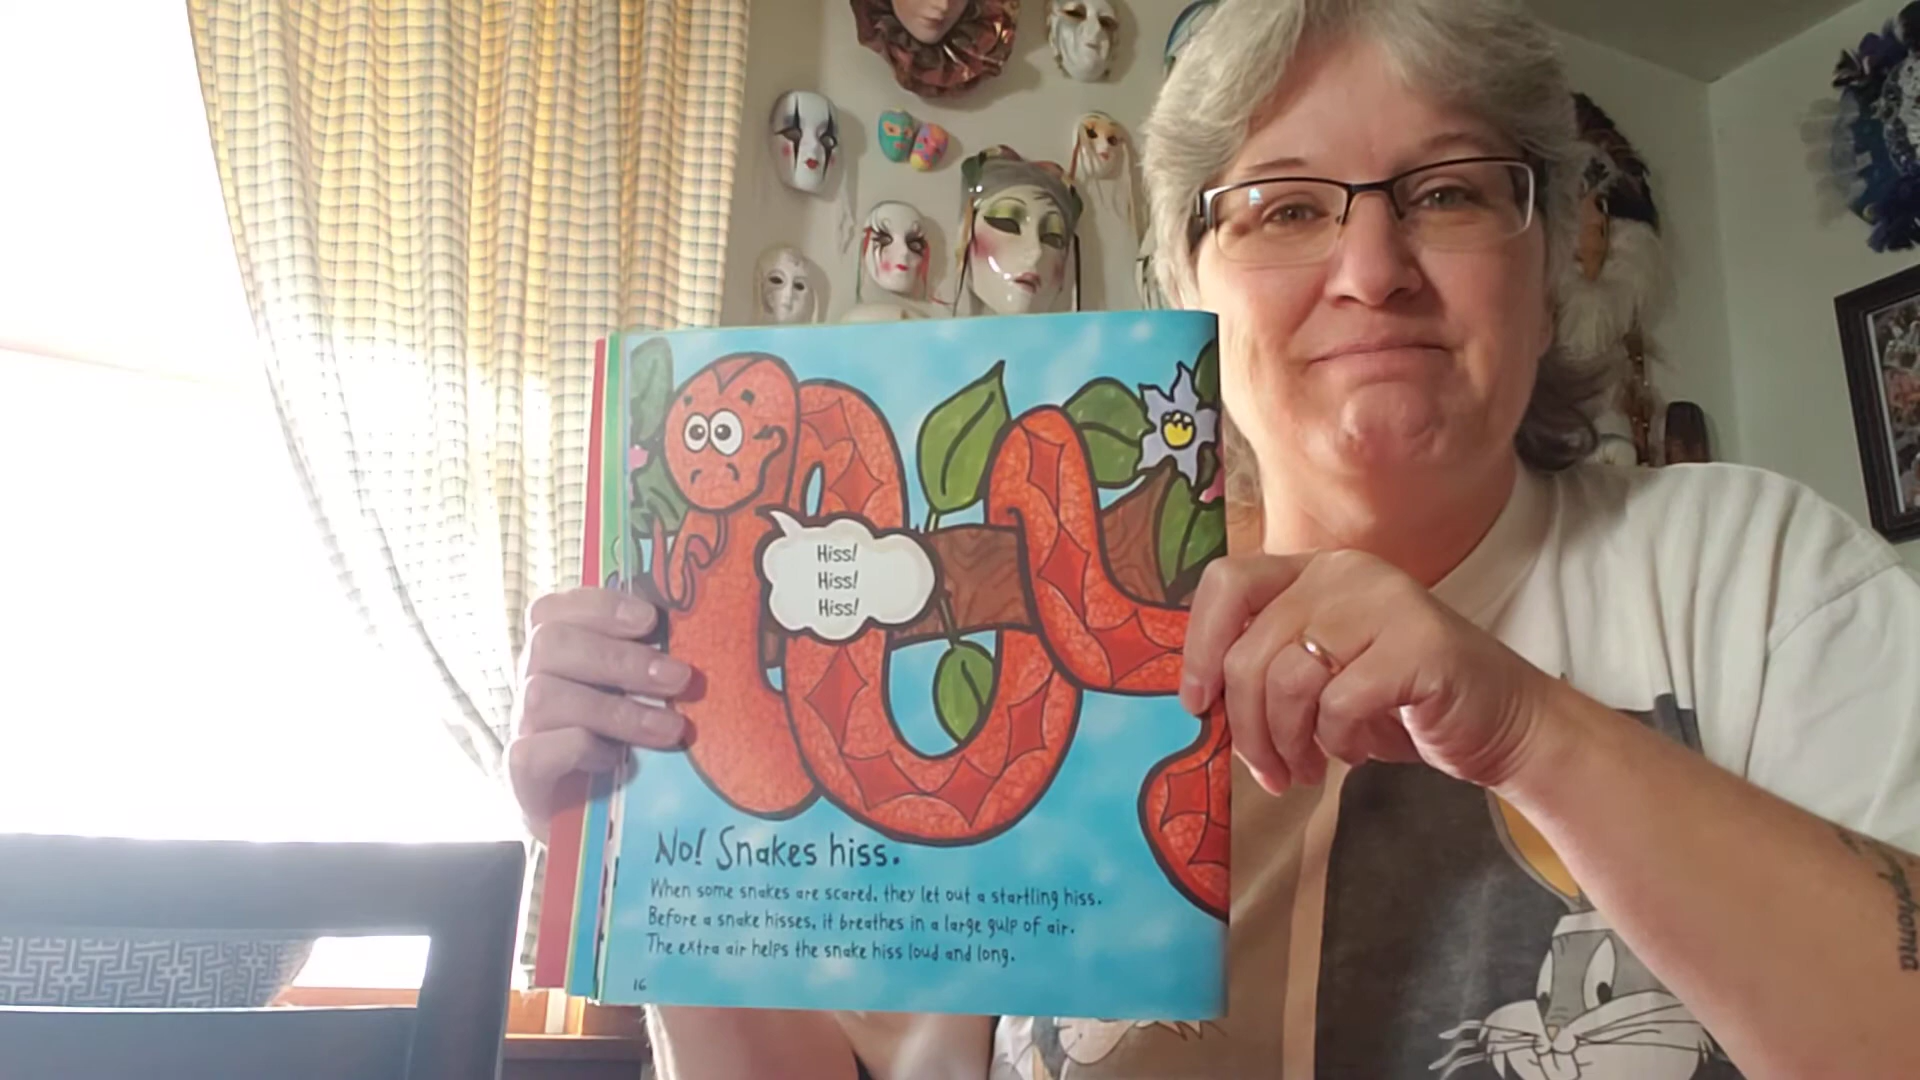 Hiss!
Hiss!
Hiss!
No! Snakes hiss.
When some snakes are scared, they let out a startling hiss.
Before a snake hisses, it breathes in a large gulp of air.
The extra air helps the snake hiss loud and long.
16